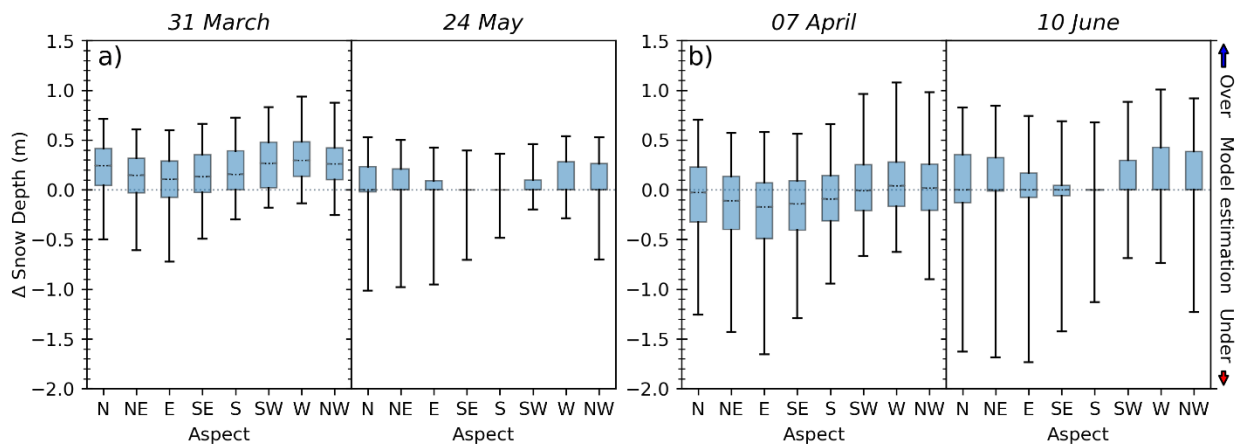 31 March 24 May 07 April 10 June
a) b)
Δ Snow Depth (m)
1.5
1.0
0.5
0.0
−0.5
−1.0
−1.5
−2.0
N NE E SE S SW W NW N NE E SE S SW W NW
Aspect Aspect
1.5
1.0
0.5
0.0
−0.5
−1.0
−1.5
−2.0
N NE E SE S SW W NW N NE E SE S SW W NW
Aspect Aspect
Over Model estimation Under